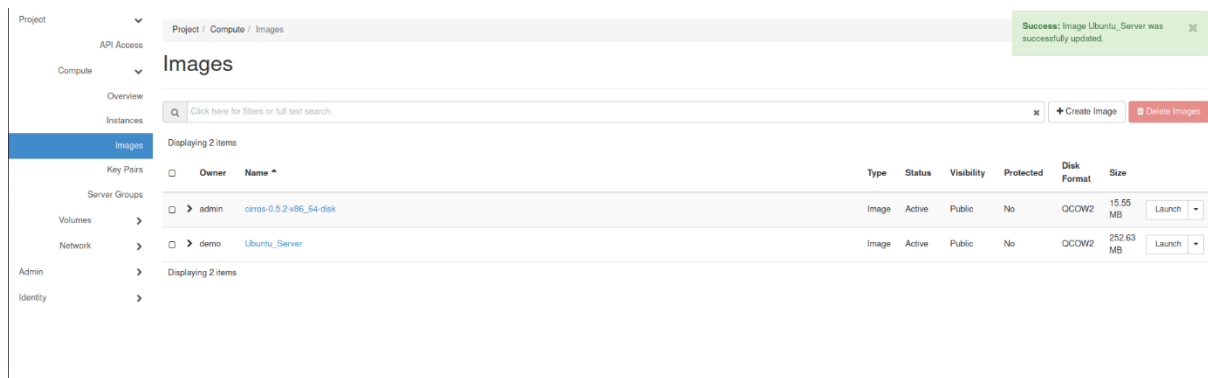 Project
API Access
Compute
Overview
Instances
Images
Key Pairs
Server Groups
Volumes
Network
Admin
Identity
Project / Compute / Images
Success: Image Ubuntu_Server was
successfully updated.
Images
Click here for filters or full text search.
Create Image
Delete Images
Displaying 2 items
Owner Name Type Status Visibility Protected Disk Format Size
admin cirros-0.5.2-x86_64-disk Image Active Public No QCOW2 15.55 MB Launch
demo Ubuntu_Server Image Active Public No QCOW2 252.63 MB Launch
Displaying 2 items